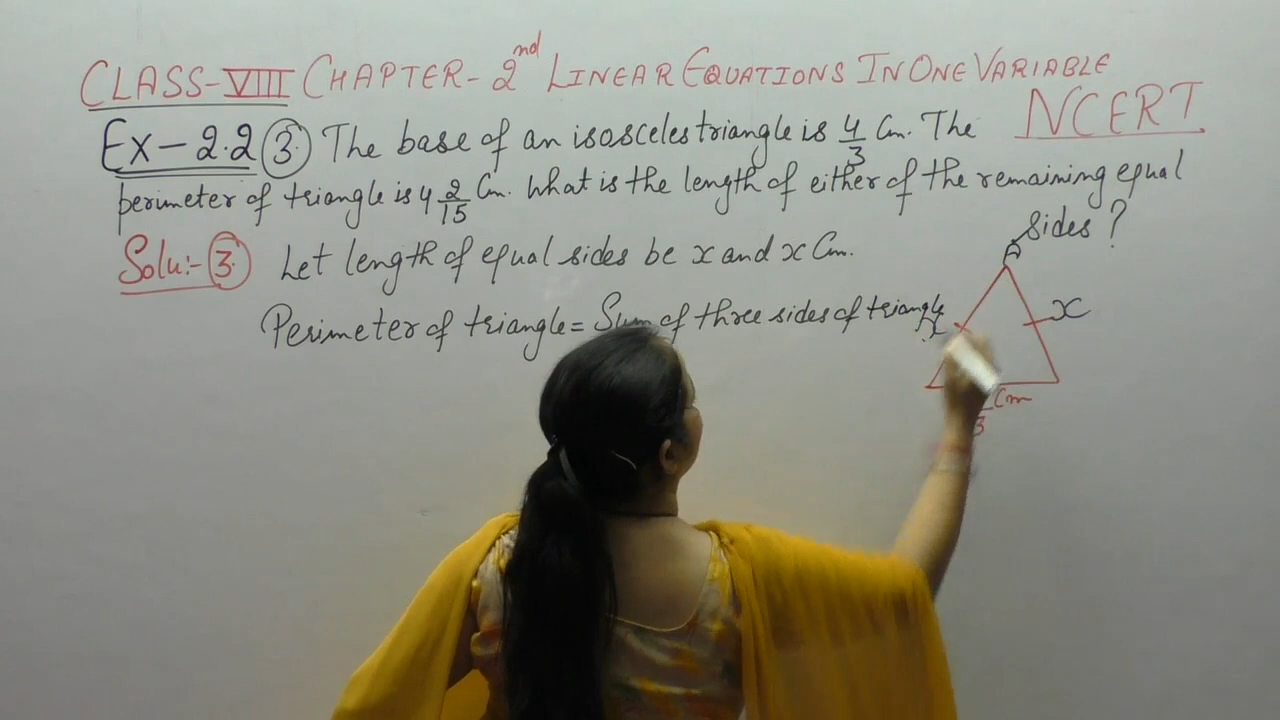 CLASS-VIII CHAPTER-2nd LINEAR EQUATIONS IN ONE VARIABLE
NCERT
Ex-2.2 (3) The base of an isosceles triangle is 4/3 Cm. The
perimeter of triangle is 4 2/15 Cm. What is the length of either of the remaining equal
sides?
Solu:-(3) Let length of equal sides be x and x Cm.
Perimeter of triangle = Sum of three sides of triangle
A
x
x
3 Cm